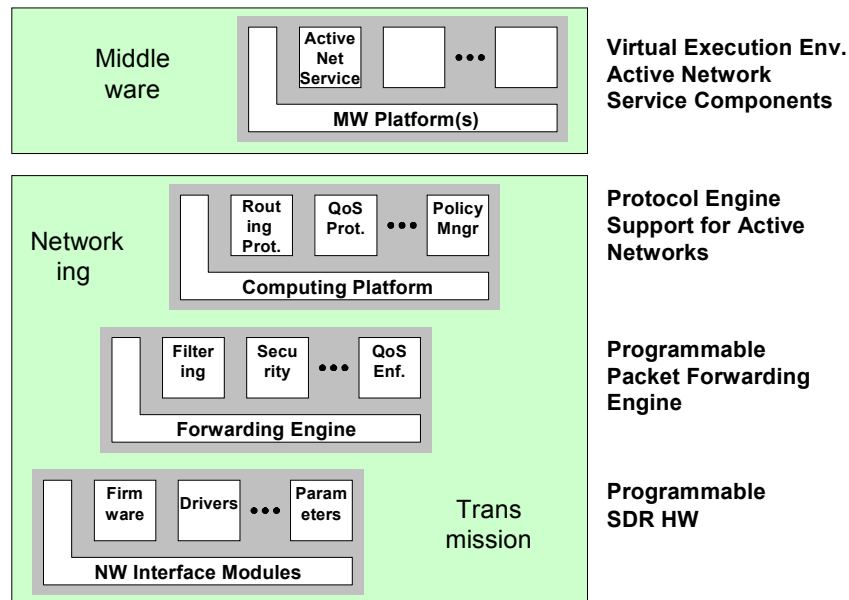 Middle
ware
Active
Net
Service
MW Platform(s)
Virtual Execution Env.
Active Network
Service Components
Network
ing
Rout
ing
Prot.
QoS
Prot.
Policy
Mngr
Computing Platform
Protocol Engine
Support for Active
Networks
Filter
ing
Secu
rity
QoS
Enf.
Forwarding Engine
Programmable
Packet Forwarding
Engine
Firm
ware
Drivers
Param
eters
NW Interface Modules
Trans
mission
Programmable
SDR HW